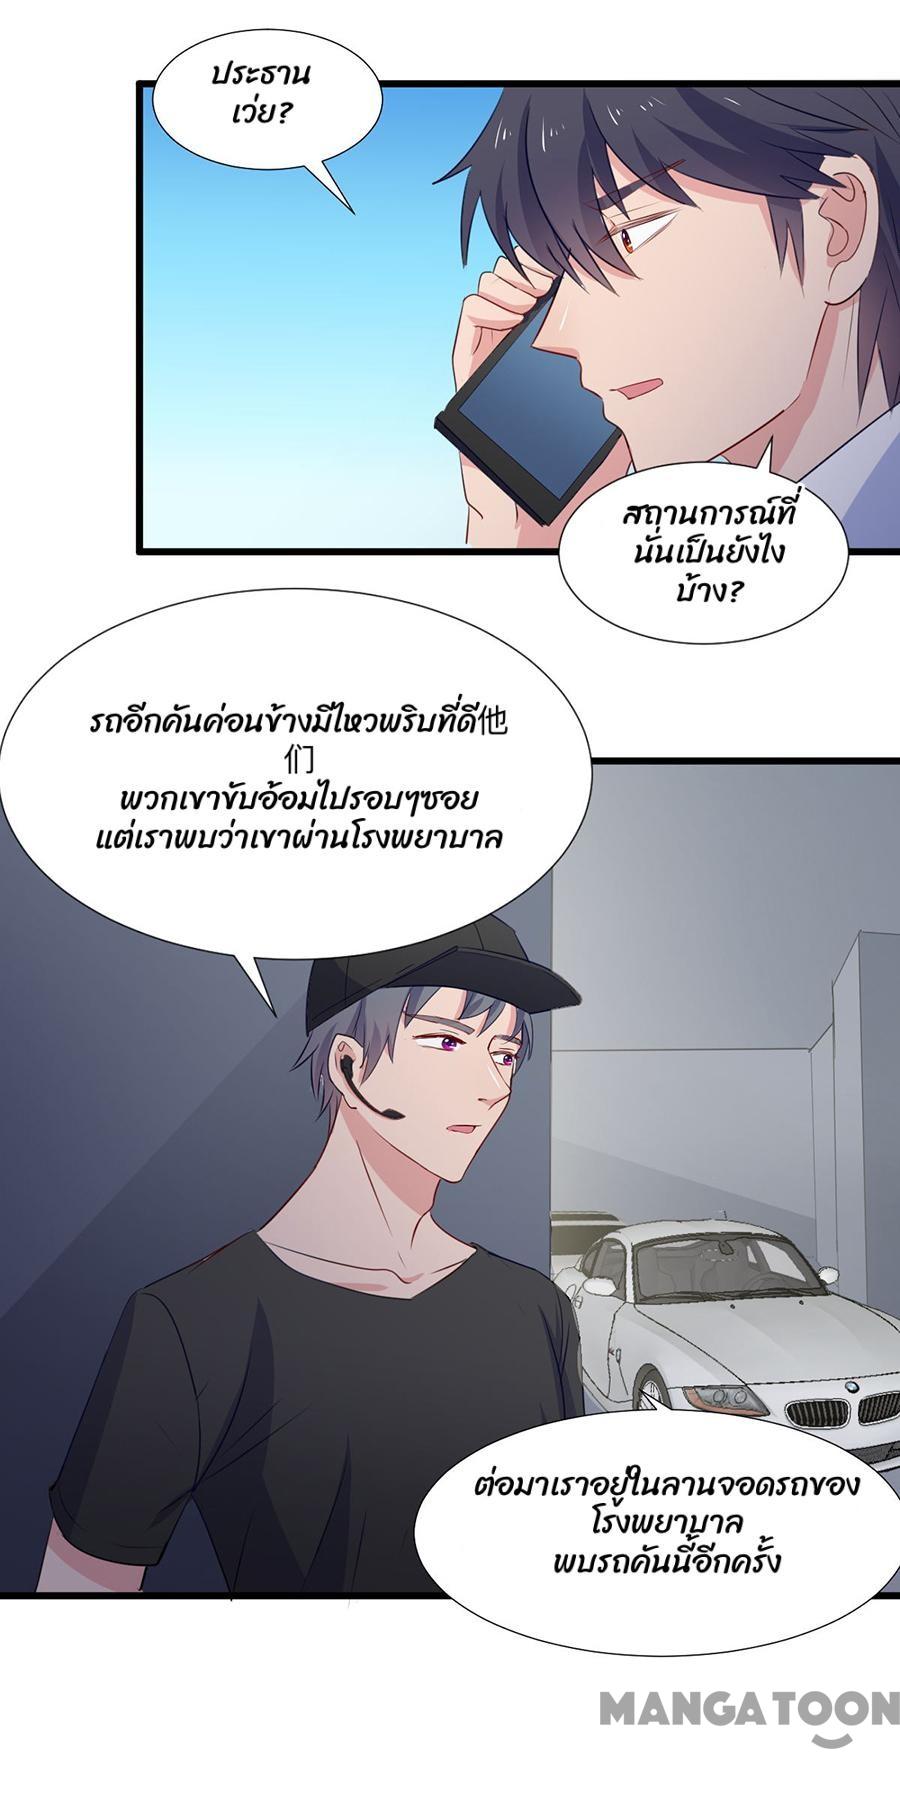 ประธาน
เว่ย?
สถานการณ์ที่
นั่นเป็นยังไง
บ้าง?
รถอีกคันค่อนข้างมีไหวพริบที่ดี他
们
พวกเขาขับอ้อมไปรอบๆซอย
แต่เราพบว่าเขาผ่านโรงพยาบาล
ต่อมาเราอยู่ในลานจอดรถของ
โรงพยาบาล
พบรถคันนี้อีกครั้ง
MANGATOON